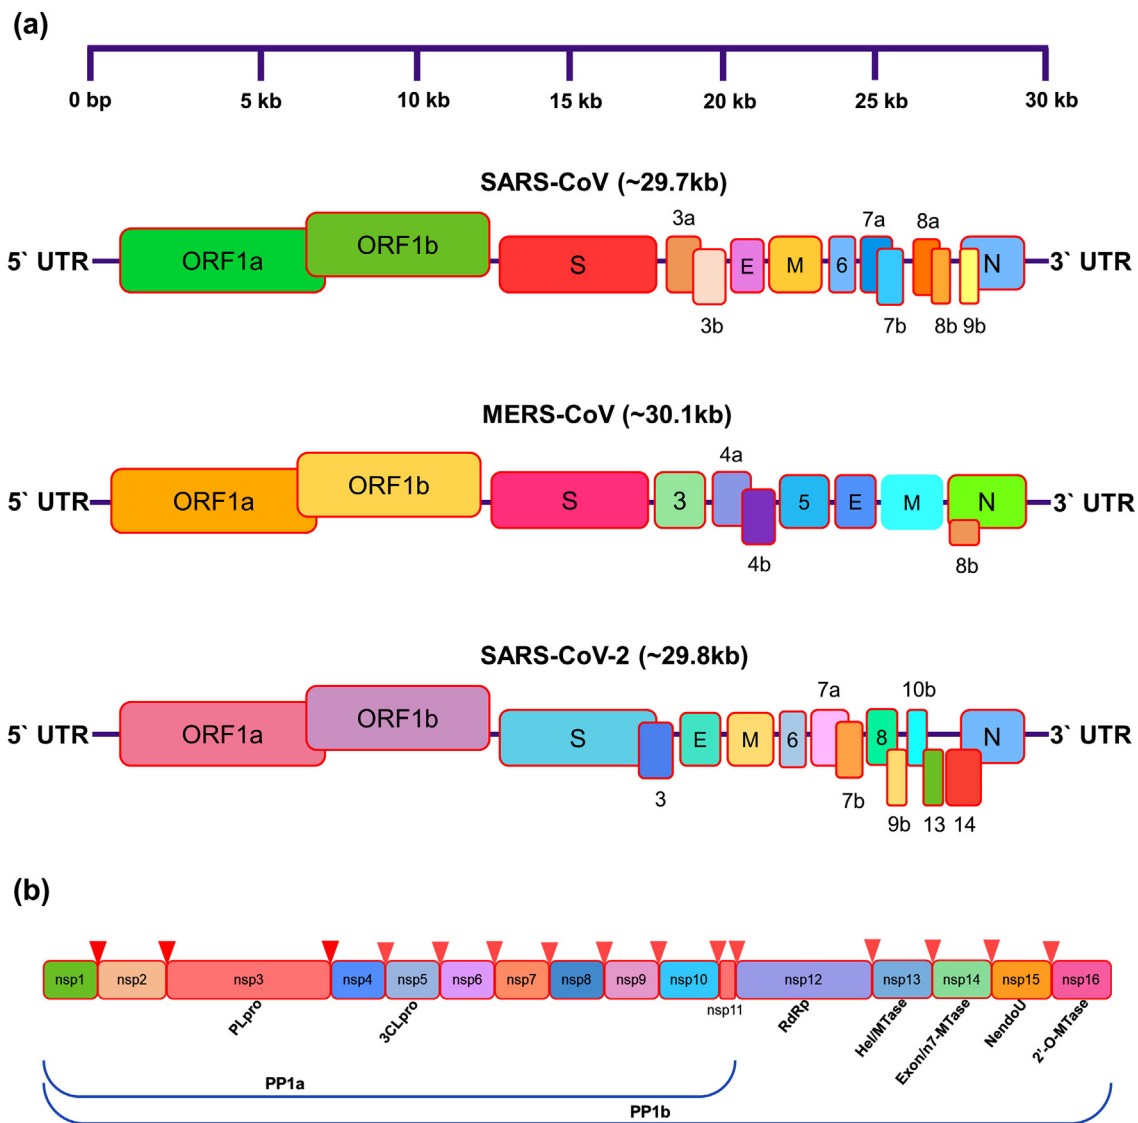 (a)
0 bp 5 kb 10 kb 15 kb 20 kb 25 kb 30 kb
SARS-CoV (~29.7kb)
3a 7a 8a
5` UTR ORF1a ORF1b S E M 6 N 3` UTR
3b 7b 8b 9b
MERS-CoV (~30.1kb)
4a
5` UTR ORF1a ORF1b S 3 5 E M N 3` UTR
4b 8b
SARS-CoV-2 (~29.8kb)
7a 10b
5` UTR ORF1a ORF1b S E M 6 8 N 3` UTR
3 7b 9b 13 14
(b)
nsp1 nsp2 nsp3 nsp4 nsp5 nsp6 nsp7 nsp8 nsp9 nsp10 nsp12 nsp13 nsp14 nsp15 nsp16
nsp11
PLpro 3CLpro RdRp Hel/MTase Exon/n7-MTase NendoU 2'-O-MTase
PP1a
PP1b